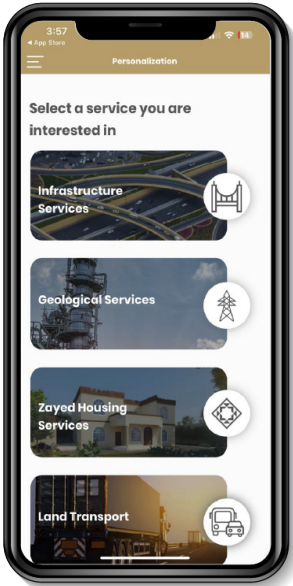 3:57
14
◀ App Store
Personalization
Select a service you are
interested in
Infrastructure
Services
Geological Services
Zayed Housing
Services
Land Transport